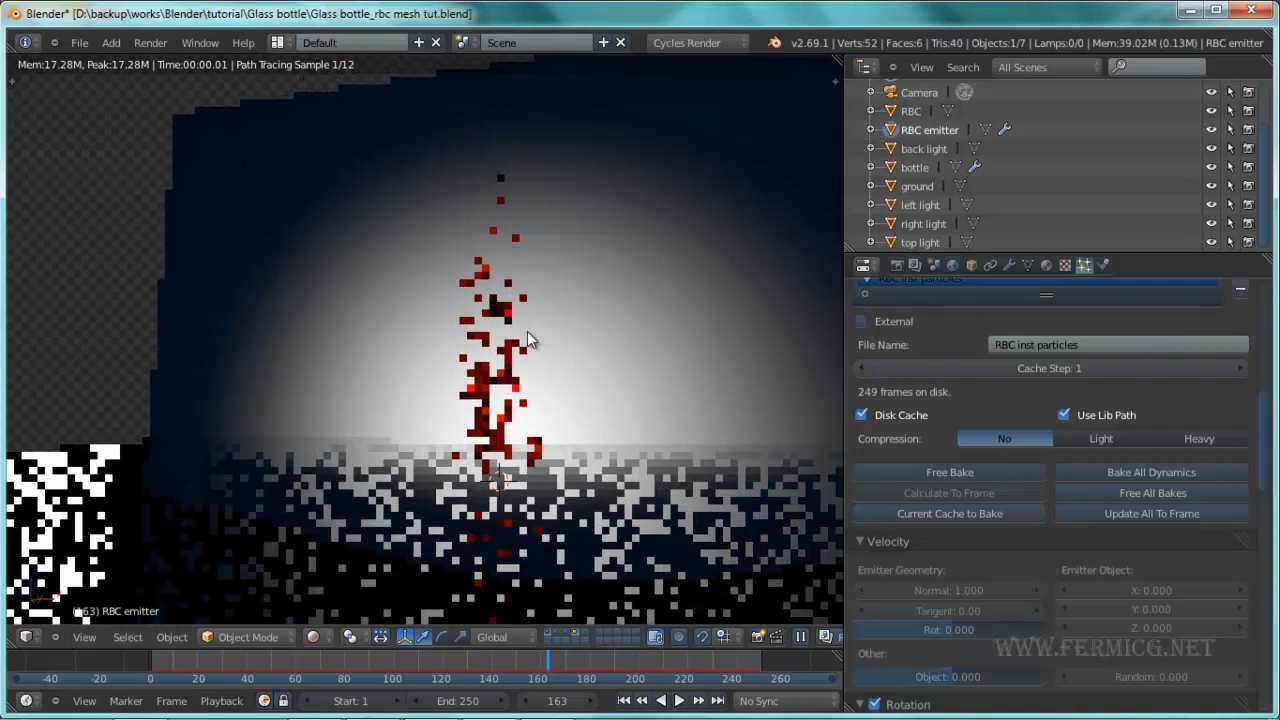 Blender* [D:\backup\works\Blender\tutorial\Glass bottle\Glass bottle_rbc mesh tut.blend]
File Add Render Window Help Default Scene Cycles Render v2.69.1 | Verts:52 | Faces:6 | Tris:40 | Objects:1/7 | Lamps:0/0 | Mem:39.02M (0.13M) | RBC emitter
Mem:17.28M, Peak:17.28M | Time:00:00.01 | Path Tracing Sample 1/12
View Search All Scenes
Camera
RBC
RBC emitter
back light
bottle
ground
left light
right light
top light
RBC inst particles
External
File Name: RBC inst particles
Cache Step: 1
249 frames on disk.
Disk Cache Use Lib Path
Compression: No Light Heavy
Free Bake Bake All Dynamics
Calculate To Frame Free All Bakes
Current Cache to Bake Update All To Frame
Velocity
Emitter Geometry: Emitter Object:
Normal: 1.000 X: 0.000
Tangent: 0.00 Y: 0.000
Rot: 0.000 Z: 0.000
Other:
Object: 0.000 Random: 0.000
Rotation
WWW.FERMICG.NET
(163) RBC emitter
View Select Object Object Mode Global
-40 -20 0 20 40 60 80 100 120 140 160 180 200 220 240 260
View Marker Frame Playback Start: 1 End: 250 163 No Sync